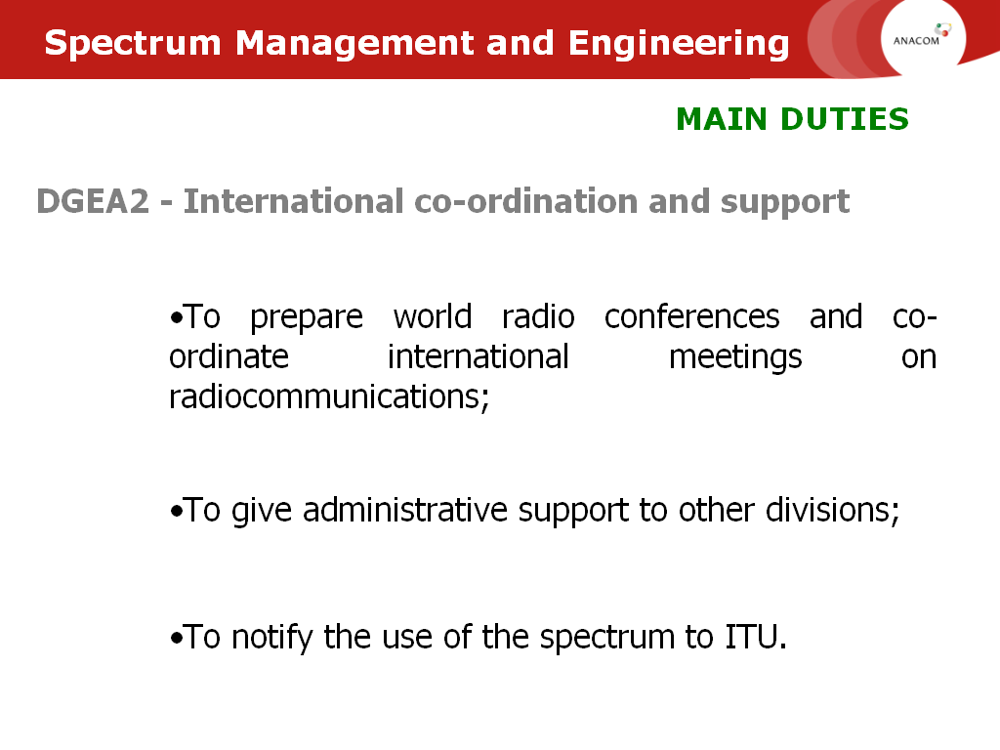 Spectrum Management and Engineering
ANACOM
MAIN DUTIES
DGEA2 - International co-ordination and support
•To prepare world radio conferences and co-
ordinate international meetings on
radiocommunications;
•To give administrative support to other divisions;
•To notify the use of the spectrum to ITU.